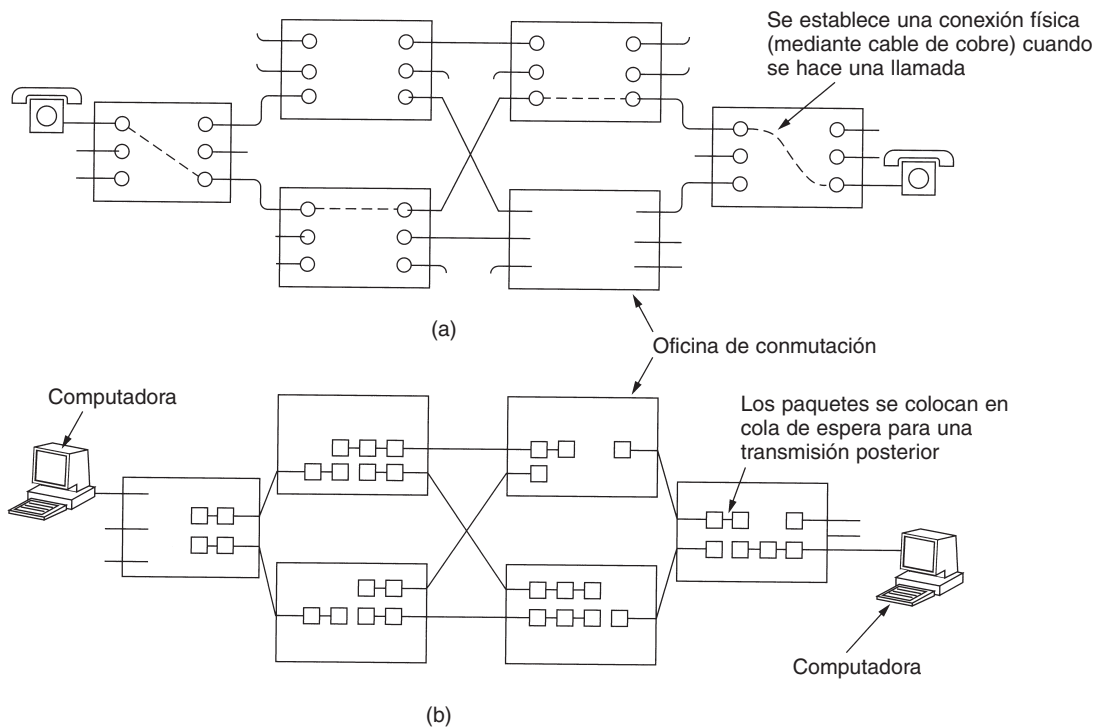 Se establece una conexión física
(mediante cable de cobre) cuando
se hace una llamada
(a)
Oficina de conmutación
Computadora
Los paquetes se colocan en
cola de espera para una
transmisión posterior
Computadora
(b)